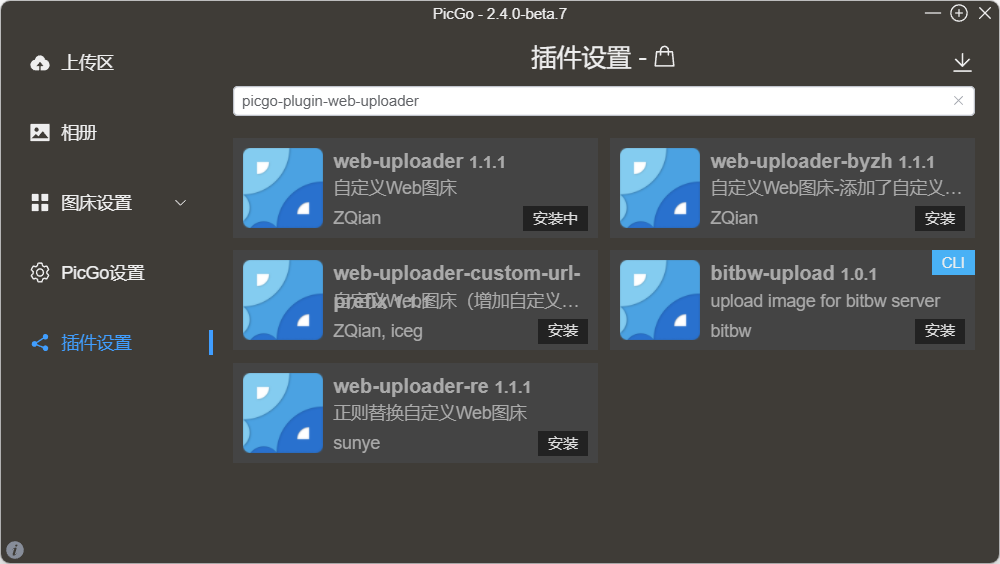 PicGo - 2.4.0-beta.7
上传区
相册
图床设置
PicGo设置
插件设置
插件设置 -
picgo-plugin-web-uploader
web-uploader 1.1.1
自定义Web图床
ZQian
安装中
web-uploader-byzh 1.1.1
自定义Web图床-添加了自定义…
ZQian
安装
web-uploader-custom-url-
prefix 1.1.1
自定义Web图床（增加自定义…
ZQian, iceg
安装
bitbw-upload 1.0.1
CLI
upload image for bitbw server
bitbw
安装
web-uploader-re 1.1.1
正则替换自定义Web图床
sunye
安装